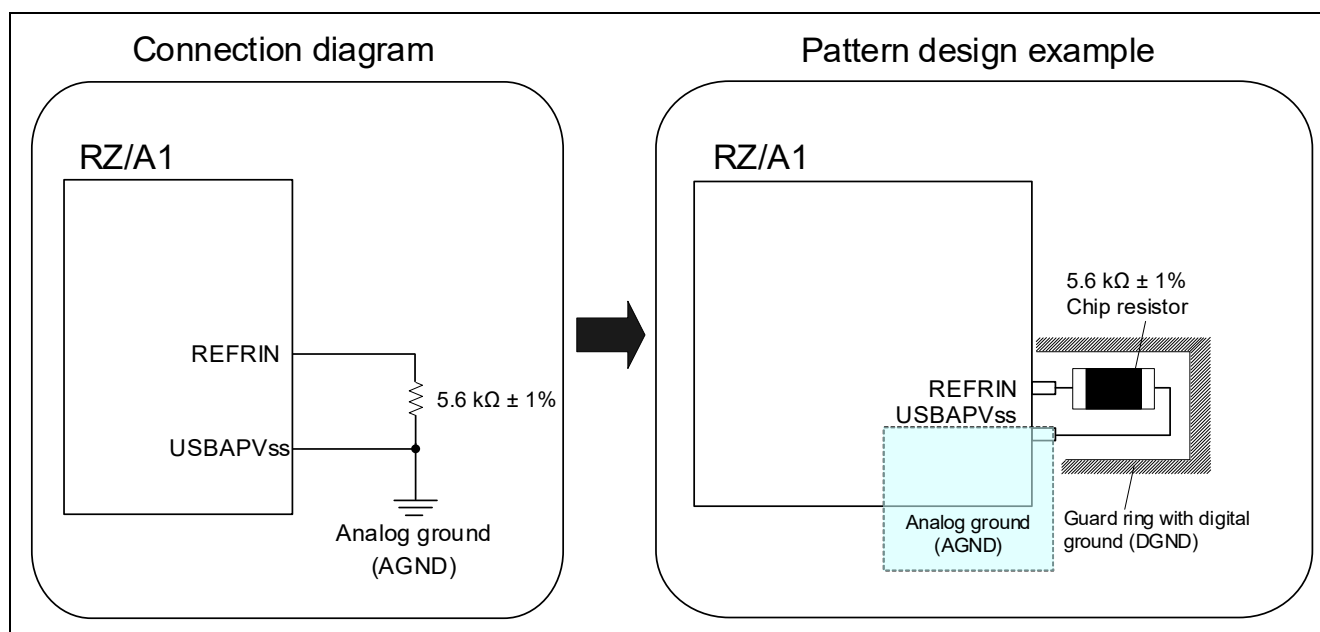 Connection diagram
RZ/A1
REFRIN
5.6 kΩ ± 1%
USBAPVss
Analog ground
(AGND)
Pattern design example
RZ/A1
5.6 kΩ ± 1%
Chip resistor
REFRIN
USBAPVss
Analog ground
(AGND)
Guard ring with digital
ground (DGND)